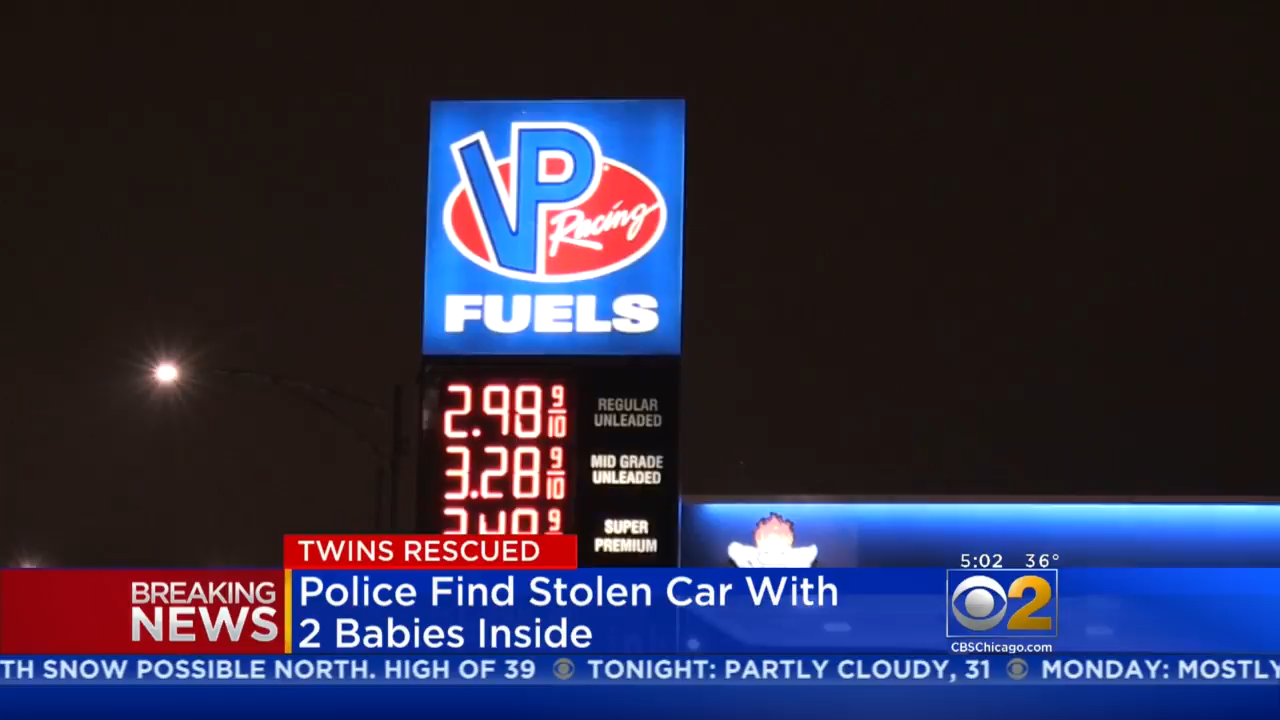 VP
Racing
FUELS
2.98 9/10 REGULAR
UNLEADED
3.28 9/10 MID GRADE
UNLEADED
9 SUPER
PREMIUM
TWINS RESCUED
BREAKING
NEWS
Police Find Stolen Car With
2 Babies Inside
5:02 36°
2
CBSChicago.com
TH SNOW POSSIBLE NORTH. HIGH OF 39 TONIGHT: PARTLY CLOUDY, 31 MONDAY: MOSTLY